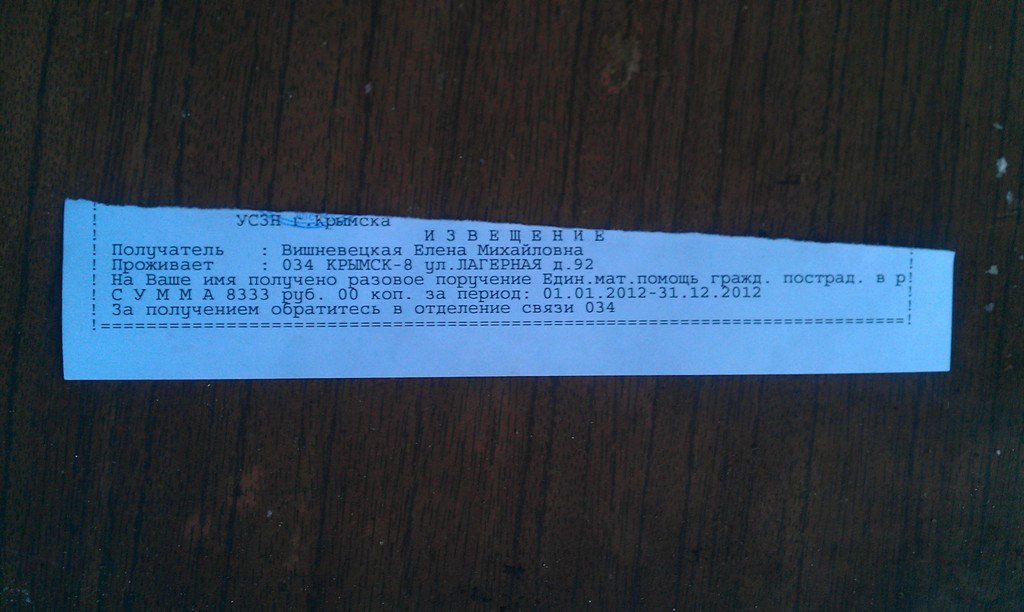 УСЗН г.Крымска
И З В Е Щ Е Н И Е
! Получатель : Вишневецкая Елена Михайловна
! Проживает : 034 КРЫМСК-8 ул.ЛАГЕРНАЯ д.92
! На Ваше имя получено разовое поручение Един.мат.помощь гражд. пострад. в р!
! С У М М А 8333 руб. 00 коп. за период: 01.01.2012-31.12.2012
! За получением обратитесь в отделение связи 034
!==============================================================================!